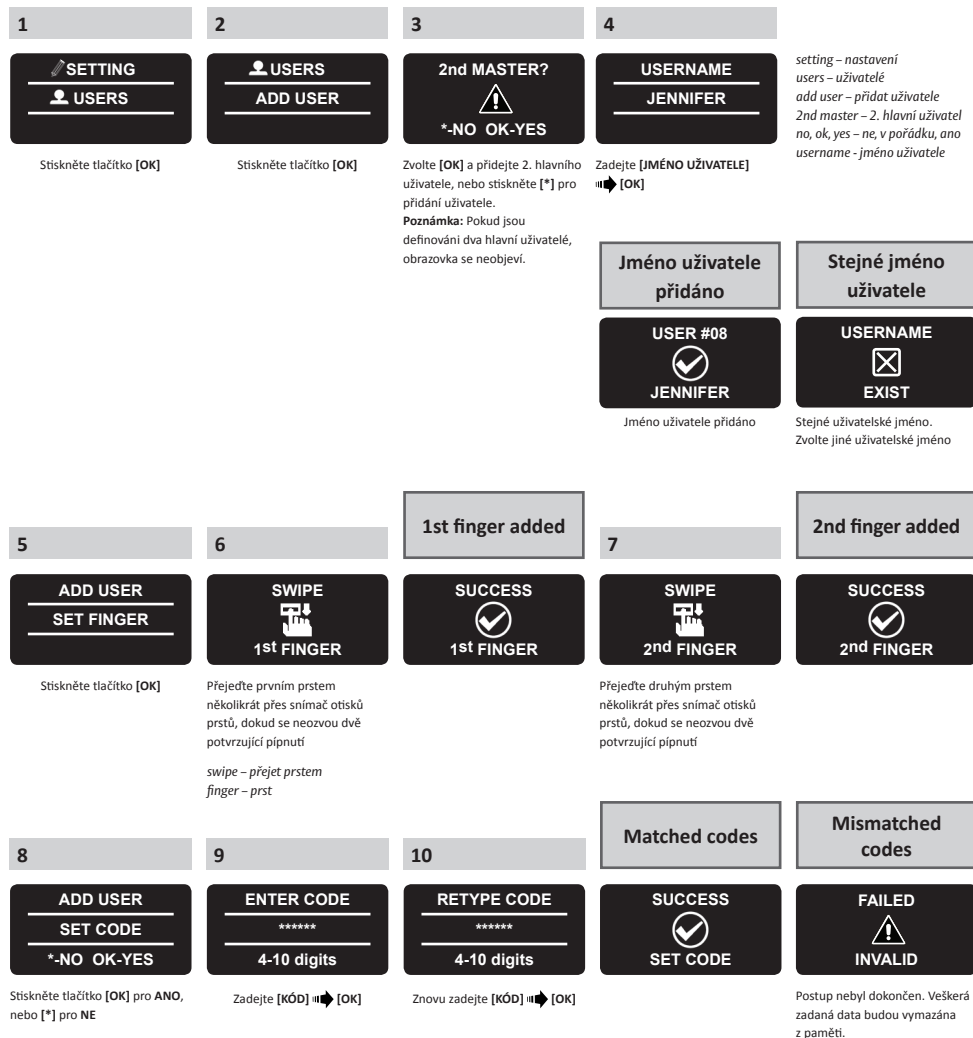 1
SETTING
USERS
Stiskněte tlačítko [OK]
2
USERS
ADD USER
Stiskněte tlačítko [OK]
3
2nd MASTER?
*-NO OK-YES
Zvolte [OK] a přidejte 2. hlavního
uživatele, nebo stiskněte [*] pro
přidání uživatele.
Poznámka: Pokud jsou
definováni dva hlavní uživatelé,
obrazovka se neobjeví.
4
USERNAME
JENNIFER
Zadejte [JMÉNO UŽIVATELE]
[OK]
setting – nastavení
users – uživatelé
add user – přidat uživatele
2nd master – 2. hlavní uživatel
no, ok, yes – ne, v pořádku, ano
username - jméno uživatele
Jméno uživatele
přidáno
USER #08
JENNIFER
Jméno uživatele přidáno
Stejné jméno
uživatele
USERNAME
EXIST
Stejné uživatelské jméno.
Zvolte jiné uživatelské jméno
5
ADD USER
SET FINGER
Stiskněte tlačítko [OK]
6
SWIPE
1st FINGER
Přejeďte prvním prstem
několikrát přes snímač otisků
prstů, dokud se neozvou dvě
potvrzující pípnutí
swipe – přejet prstem
finger – prst
1st finger added
SUCCESS
1st FINGER
7
SWIPE
2nd FINGER
Přejeďte druhým prstem
několikrát přes snímač otisků
prstů, dokud se neozvou dvě
potvrzující pípnutí
2nd finger added
SUCCESS
2nd FINGER
8
ADD USER
SET CODE
*-NO OK-YES
Stiskněte tlačítko [OK] pro ANO,
nebo [*] pro NE
9
ENTER CODE
******
4-10 digits
Zadejte [KÓD] [OK]
10
RETYPE CODE
******
4-10 digits
Znovu zadejte [KÓD] [OK]
Matched codes
SUCCESS
SET CODE
Mismatched
codes
FAILED
INVALID
Postup nebyl dokončen. Veškerá
zadaná data budou vymazána
z paměti.